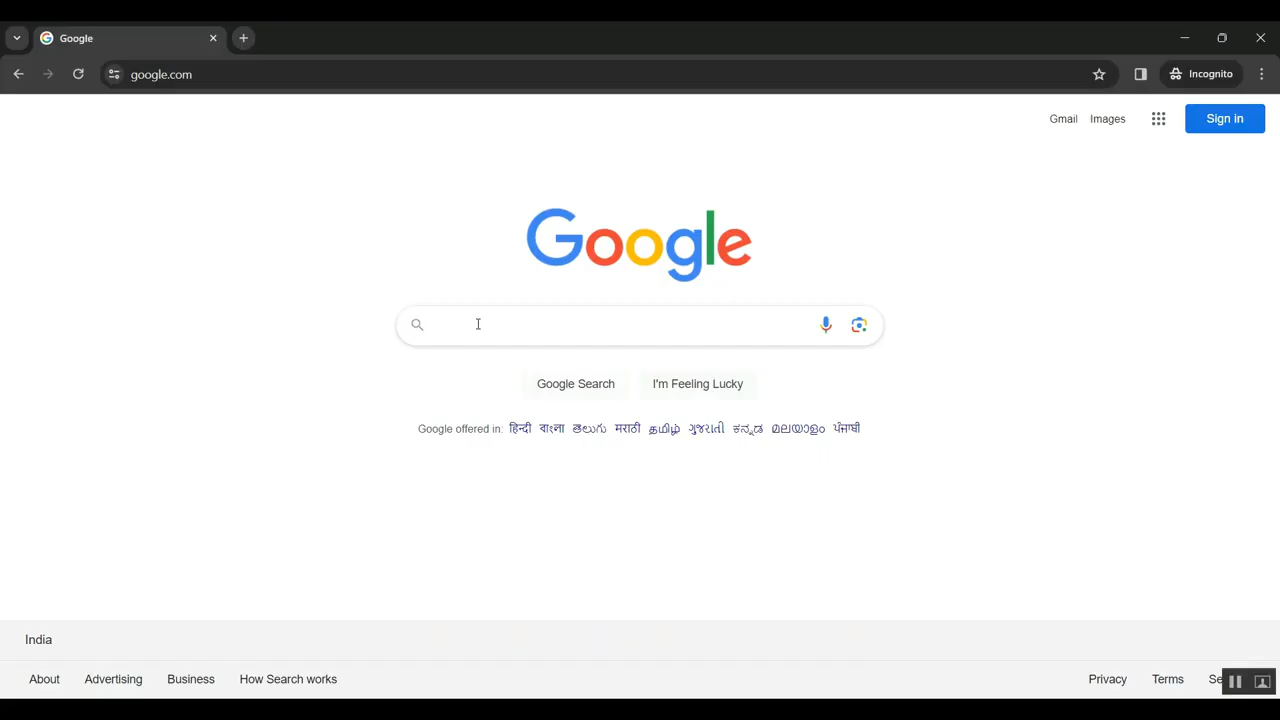 Google
google.com
Incognito
Gmail Images Sign in
Google
Google Search I'm Feeling Lucky
Google offered in: हिन्दी বাংলা తెలుగు मराठी தமிழ் ગુજરાતી ಕನ್ನಡ മലയാളം ਪੰਜਾਬੀ
India
About Advertising Business How Search works Privacy Terms